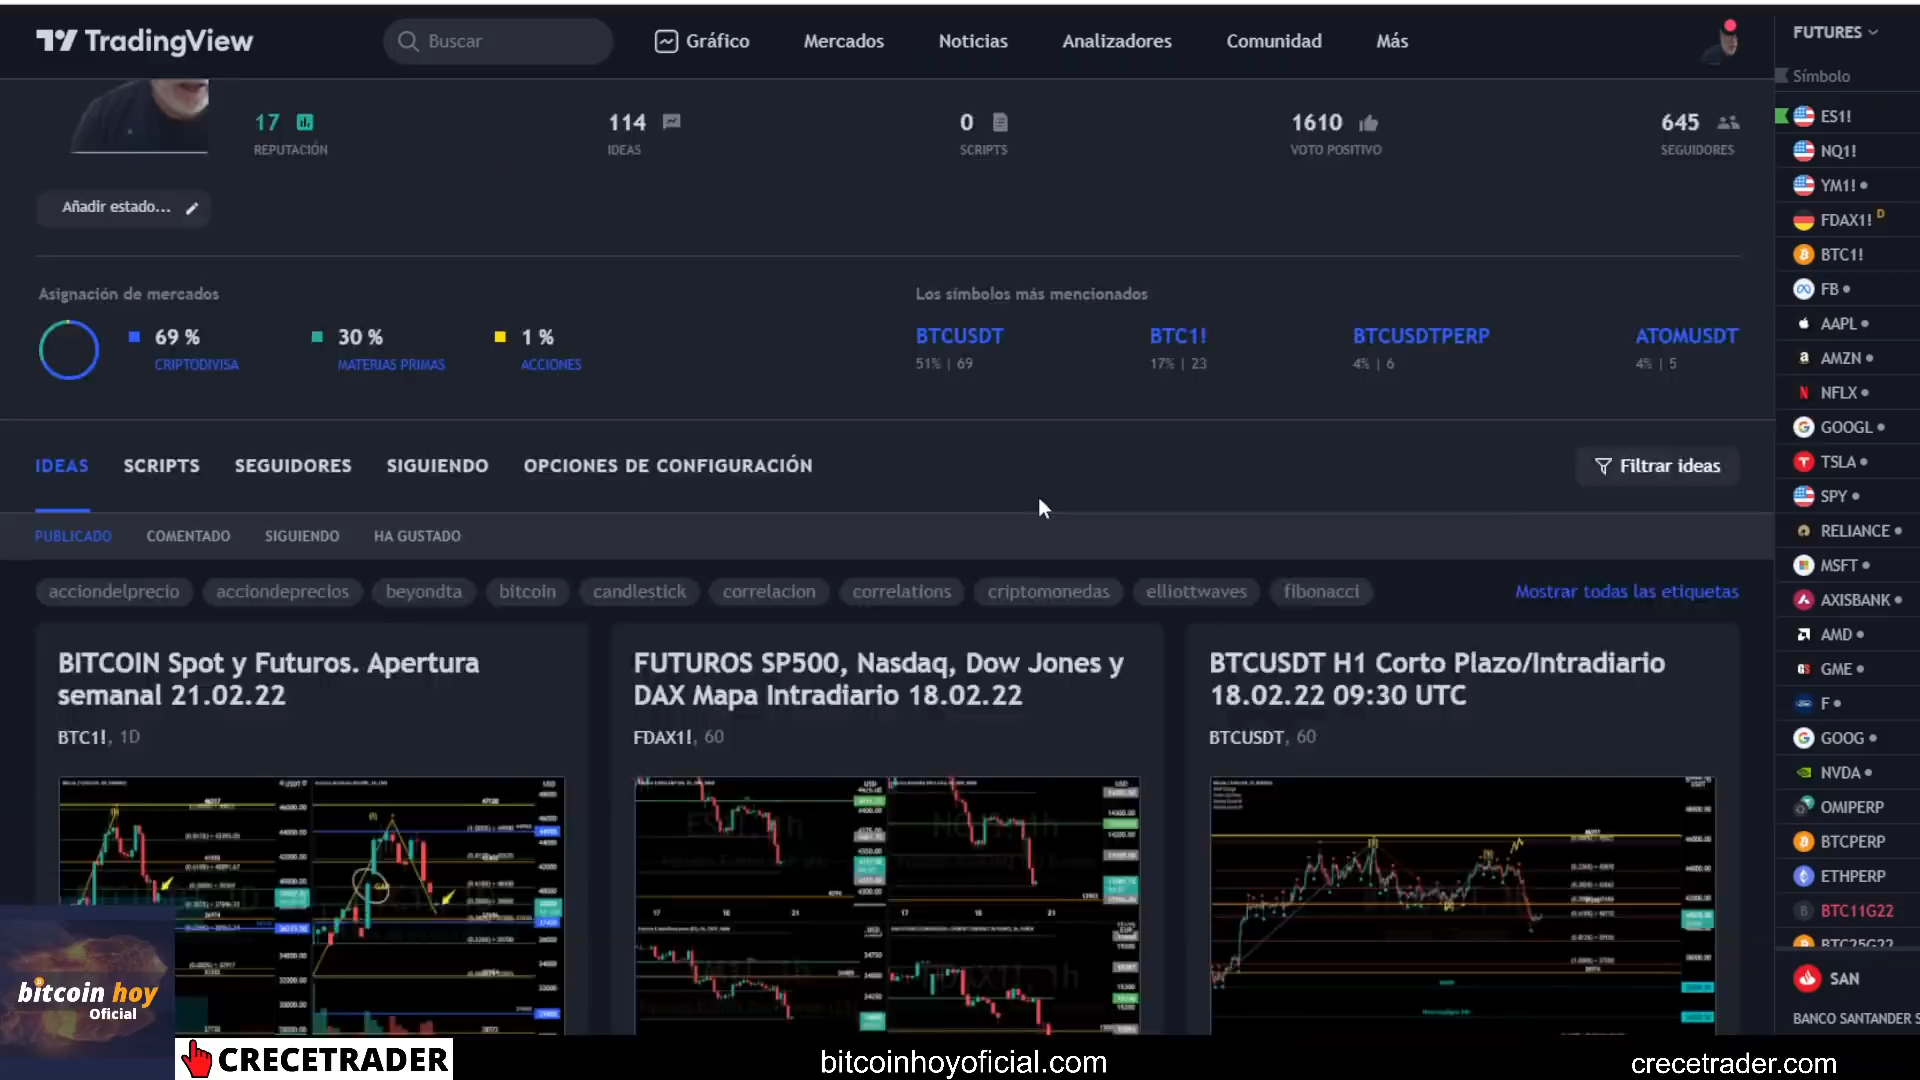 TradingView
Buscar
Gráfico
Mercados
Noticias
Analizadores
Comunidad
Más
FUTURES
Símbolo
17
REPUTACIÓN
114
IDEAS
0
SCRIPTS
1610
VOTO POSITIVO
645
SEGUIDORES
Añadir estado...
Asignación de mercados
69 %
CRIPTODIVISA
30 %
MATERIAS PRIMAS
1 %
ACCIONES
Los símbolos más mencionados
BTCUSDT
51% | 69
BTC1!
17% | 23
BTCUSDTPERP
4% | 6
ATOMUSDT
4% | 5
IDEAS
SCRIPTS
SEGUIDORES
SIGUIENDO
OPCIONES DE CONFIGURACIÓN
Filtrar ideas
PUBLICADO
COMENTADO
SIGUIENDO
HA GUSTADO
acciondelprecio
acciondeprecios
beyondta
bitcoin
candlestick
correlacion
correlations
criptomonedas
elliottwaves
fibonacci
Mostrar todas las etiquetas
BITCOIN Spot y Futuros. Apertura
semanal 21.02.22
BTC1!, 1D
FUTUROS SP500, Nasdaq, Dow Jones y
DAX Mapa Intradiario 18.02.22
FDAX1!, 60
BTCUSDT H1 Corto Plazo/Intradiario
18.02.22 09:30 UTC
BTCUSDT, 60
ES1!
NQ1!
YM1!
FDAX1! D
BTC1!
FB
AAPL
AMZN
NFLX
GOOGL
TSLA
SPY
RELIANCE
MSFT
AXISBANK
AMD
GME
F
GOOG
NVDA
OMIPERP
BTCPERP
ETHPERP
BTC11G22
BTC25G22
SAN
BANCO SANTANDER S
bitcoin hoy
Oficial
CRECETRADER
bitcoinhoyoficial.com
crecetrader.com